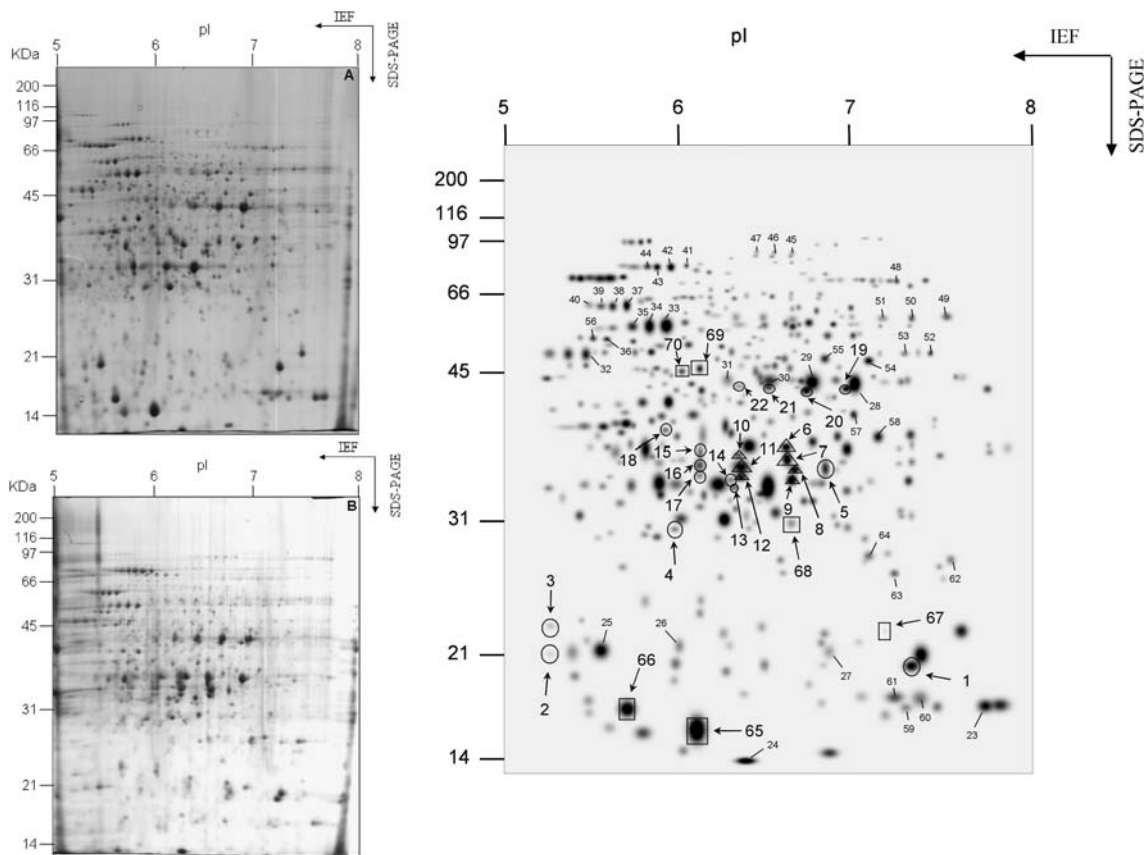 IEF
pI
SDS-PAGE
5 6 7 8
KDa
A
200
116
97
66
45
31
21
14
IEF
pI
SDS-PAGE
5 6 7 8
KDa
B
200
116
97
66
45
31
21
14
pI
IEF
SDS-PAGE
5 6 7 8
200
116
97
66
45
31
21
14
47 46 45
44 42 41
43
48
40 39 38 37
35 34 33
51 50 49
56
36
53 52
32
70 69
55 19
29
54
31 30
22 21 20 28
57
58
18 15 10 6
14 11 7
16
17
5
13 12 9 8
4
68
64
62
63
3
67
25 26
27
2
66
1
61
65
59 60
23
24